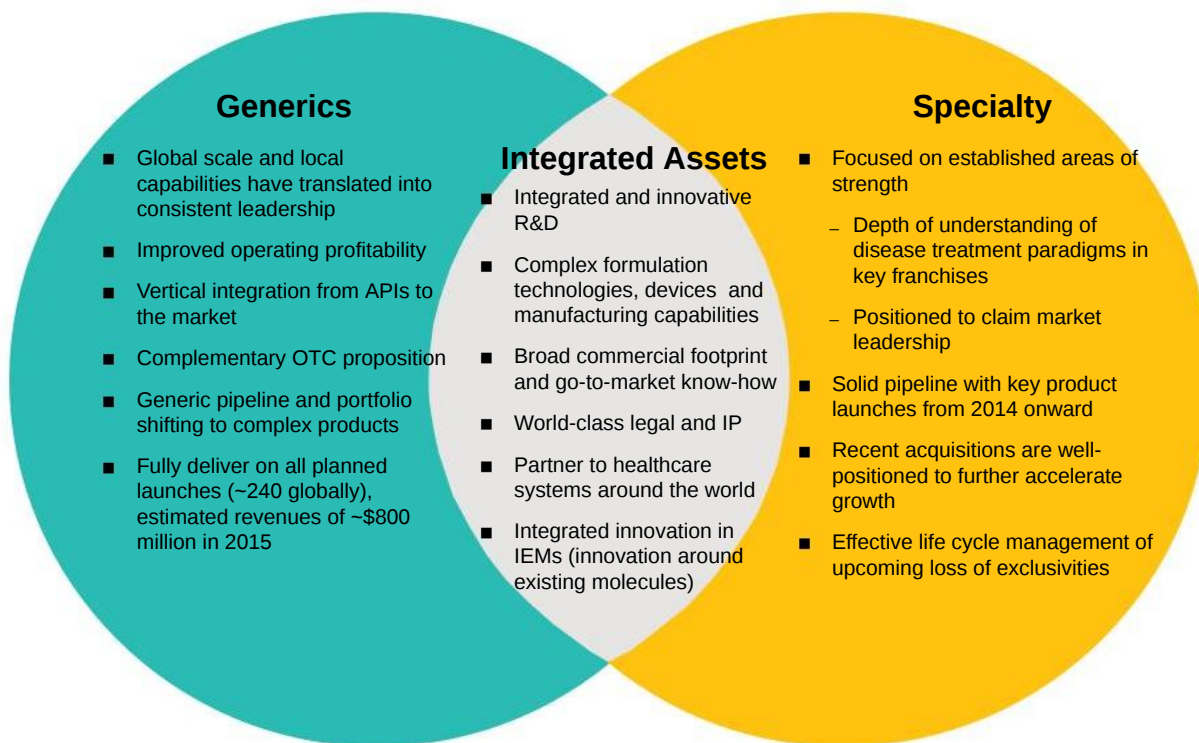 Generics
■ Global scale and local
capabilities have translated into
consistent leadership
■ Improved operating profitability
■ Vertical integration from APIs to
the market
■ Complementary OTC proposition
■ Generic pipeline and portfolio
shifting to complex products
■ Fully deliver on all planned
launches (~240 globally),
estimated revenues of ~$800
million in 2015
Integrated Assets
■ Integrated and innovative
R&D
■ Complex formulation
technologies, devices and
manufacturing capabilities
■ Broad commercial footprint
and go-to-market know-how
■ World-class legal and IP
■ Partner to healthcare
systems around the world
■ Integrated innovation in
IEMs (innovation around
existing molecules)
Specialty
■ Focused on established areas of
strength
– Depth of understanding of
disease treatment paradigms in
key franchises
– Positioned to claim market
leadership
■ Solid pipeline with key product
launches from 2014 onward
■ Recent acquisitions are well-
positioned to further accelerate
growth
■ Effective life cycle management of
upcoming loss of exclusivities